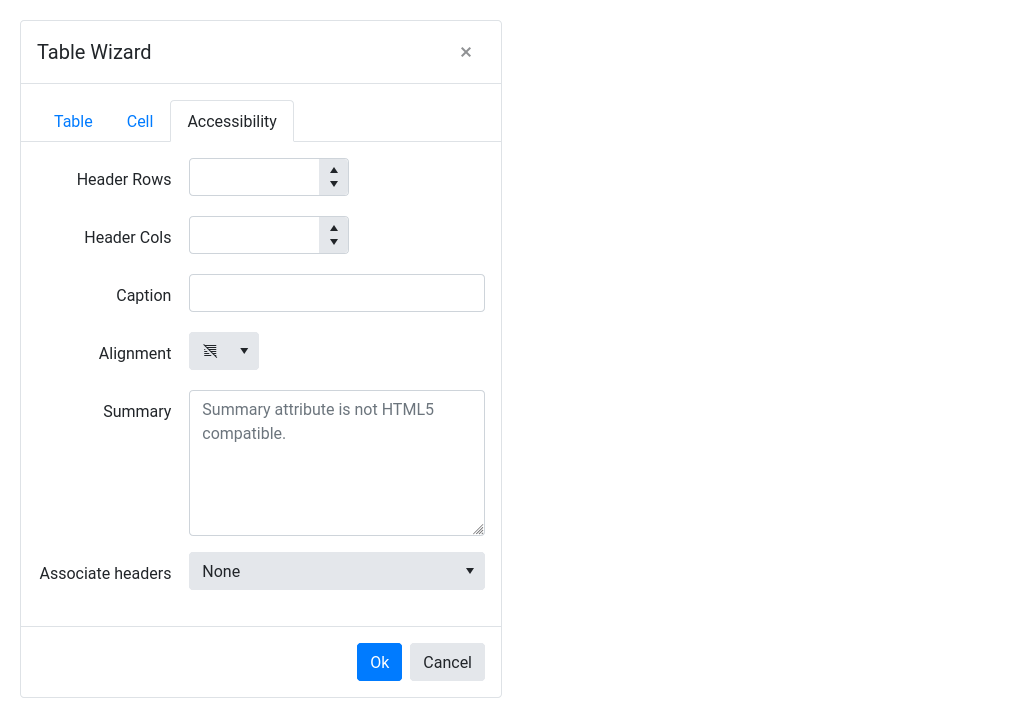 Table Wizard
Table Cell Accessibility
Header Rows
Header Cols
Caption
Alignment
Summary
Summary attribute is not HTML5
compatible.
Associate headers
None
Ok Cancel